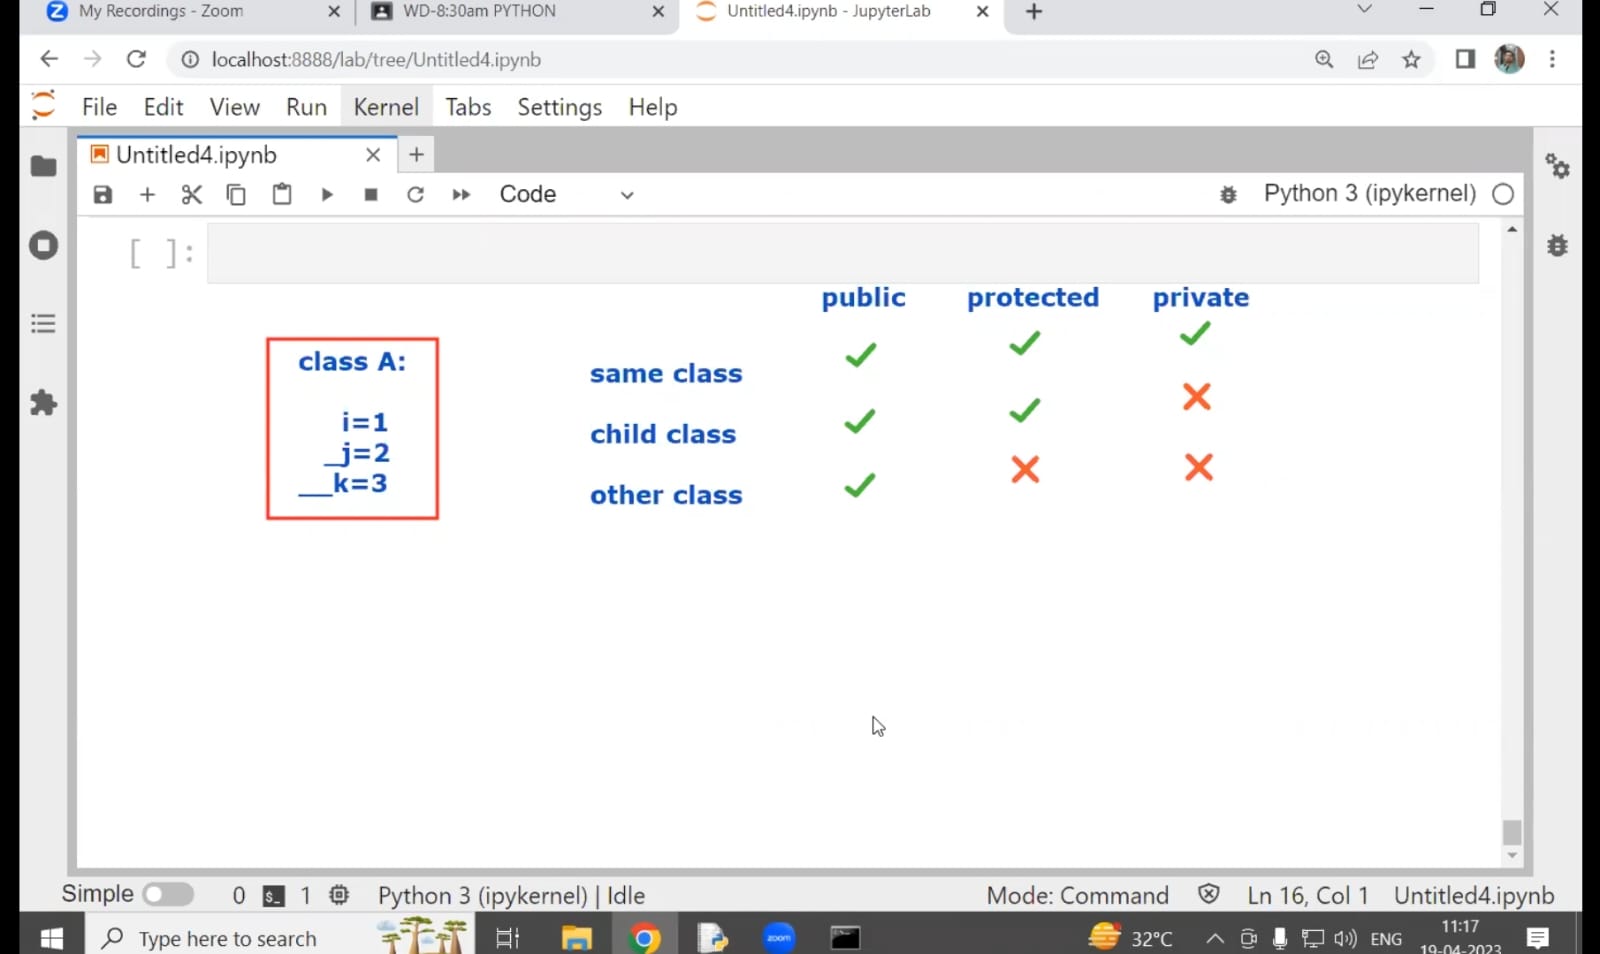 My Recordings - Zoom
WD-8:30am PYTHON
Untitled4.ipynb - JupyterLab
localhost:8888/lab/tree/Untitled4.ipynb
File Edit View Run Kernel Tabs Settings Help
Untitled4.ipynb
Code
Python 3 (ipykernel)
[ ]:
public protected private
class A:
i=1
_j=2
__k=3
same class
child class
other class
Simple 0 1 Python 3 (ipykernel) | Idle Mode: Command Ln 16, Col 1 Untitled4.ipynb
Type here to search
zoom
32°C
ENG
11:17
19-04-2023